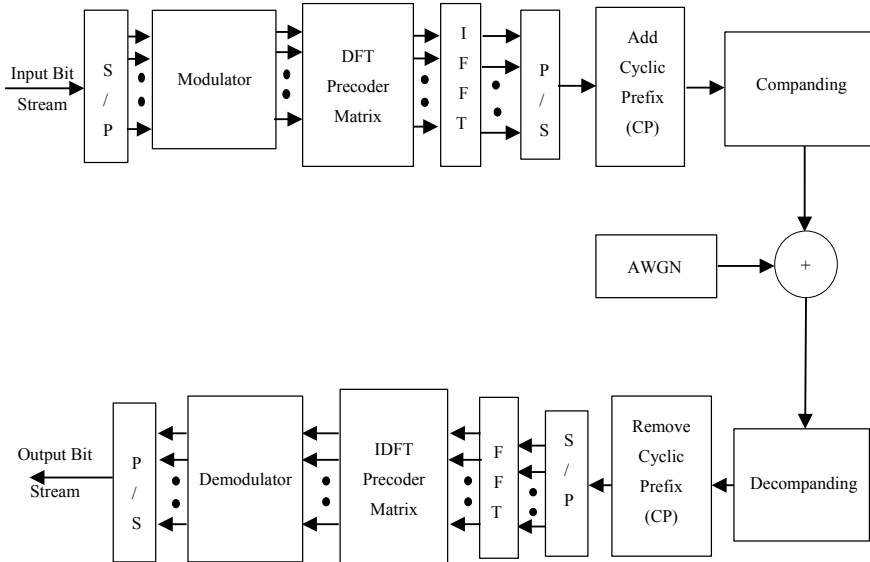 Input Bit
Stream
S
/
P
Modulator
DFT
Precoder
Matrix
I
F
F
T
P
/
S
Add
Cyclic
Prefix
(CP)
Companding
AWGN
+
Output Bit
Stream
P
/
S
Demodulator
IDFT
Precoder
Matrix
F
F
T
S
/
P
Remove
Cyclic
Prefix
(CP)
Decompanding